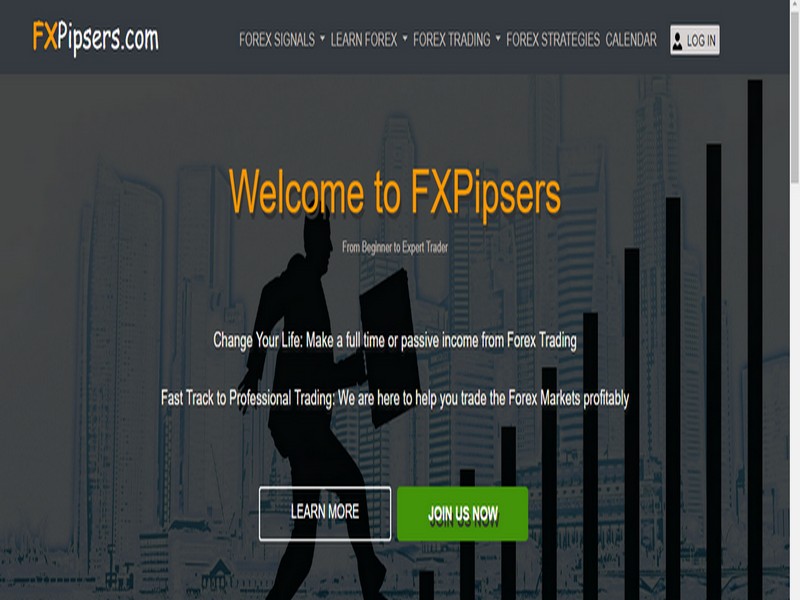 FXPipsers.com
FOREX SIGNALS LEARN FOREX FOREX TRADING FOREX STRATEGIES CALENDAR LOG IN
Welcome to FXPipsers
From Beginner to Expert Trader
Change Your Life: Make a full time or passive income from Forex Trading
Fast Track to Professional Trading: We are here to help you trade the Forex Markets profitably
LEARN MORE JOIN US NOW